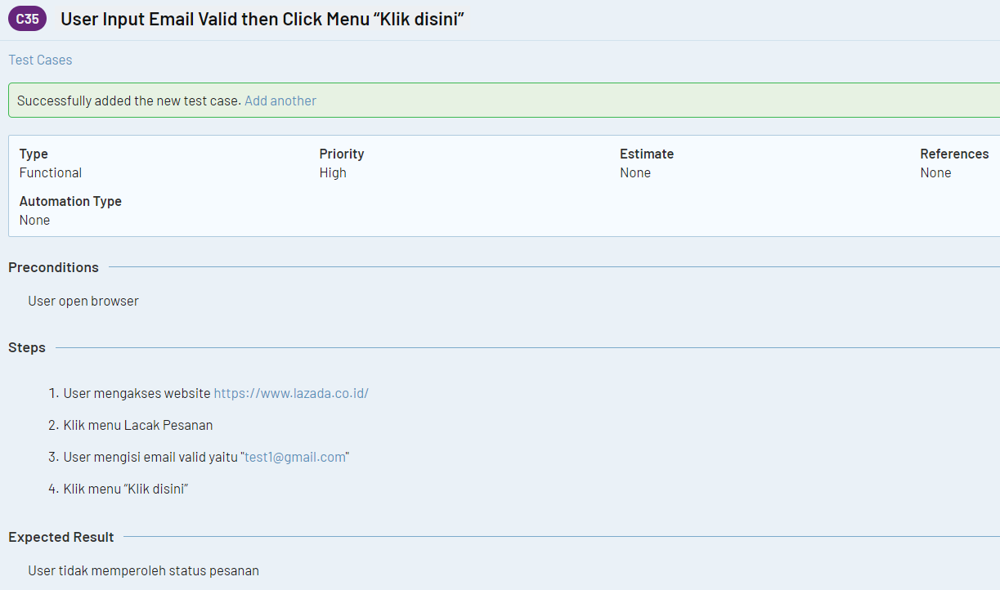 C35 User Input Email Valid then Click Menu “Klik disini”
Test Cases
Successfully added the new test case. Add another
Type Priority Estimate References
Functional High None None
Automation Type
None
Preconditions
User open browser
Steps
1. User mengakses website https://www.lazada.co.id/
2. Klik menu Lacak Pesanan
3. User mengisi email valid yaitu "test1@gmail.com"
4. Klik menu “Klik disini”
Expected Result
User tidak memperoleh status pesanan